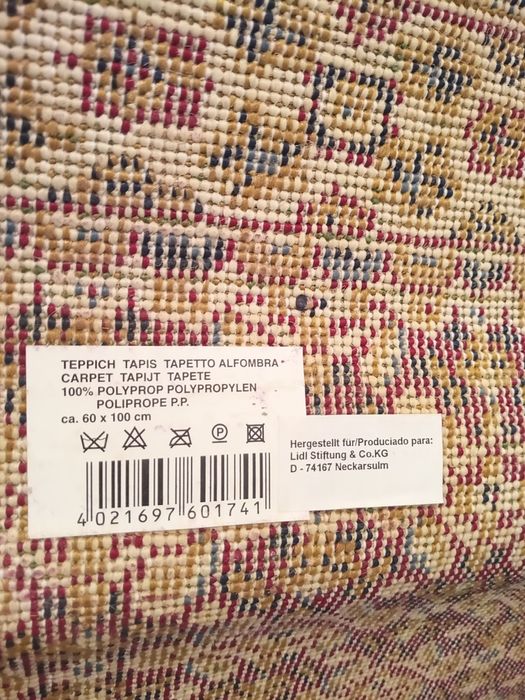 TEPPICH TAPIS TAPETTO ALFOMBRA
CARPET TAPIJT TAPETE
100% POLYPROP POLYPROPYLEN
POLIPROPE P.P.
ca. 60 x 100 cm
P
4 021697 601741
Hergestellt für/Produciado para:
Lidl Stiftung & Co.KG
D - 74167 Neckarsulm